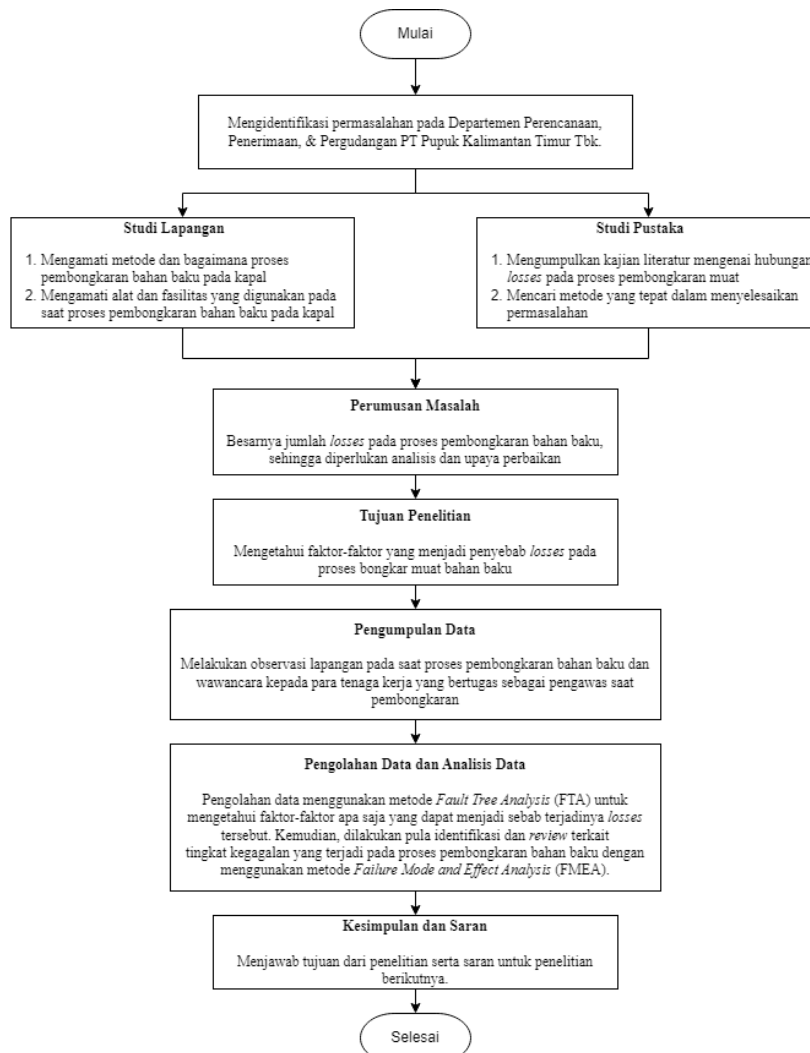 Mulai
Mengidentifikasi permasalahan pada Departemen Perencanaan,
Penerimaan, & Pergudangan PT Pupuk Kalimantan Timur Tbk.
Studi Lapangan
1. Mengamati metode dan bagaimana proses
pembongkaran bahan baku pada kapal
2. Mengamati alat dan fasilitas yang digunakan pada
saat proses pembongkaran bahan baku pada kapal
Studi Pustaka
1. Mengumpulkan kajian literatur mengenai hubungan
losses pada proses pembongkaran muat
2. Mencari metode yang tepat dalam menyelesaikan
permasalahan
Perumusan Masalah
Besarnya jumlah losses pada proses pembongkaran bahan baku,
sehingga diperlukan analisis dan upaya perbaikan
Tujuan Penelitian
Mengetahui faktor-faktor yang menjadi penyebab losses pada
proses bongkar muat bahan baku
Pengumpulan Data
Melakukan observasi lapangan pada saat proses pembongkaran bahan baku dan
wawancara kepada para tenaga kerja yang bertugas sebagai pengawas saat
pembongkaran
Pengolahan Data dan Analisis Data
Pengolahan data menggunakan metode Fault Tree Analysis (FTA) untuk
mengetahui faktor-faktor apa saja yang dapat menjadi sebab terjadinya losses
tersebut. Kemudian, dilakukan pula identifikasi dan review terkait
tingkat kegagalan yang terjadi pada proses pembongkaran bahan baku dengan
menggunakan metode Failure Mode and Effect Analysis (FMEA).
Kesimpulan dan Saran
Menjawab tujuan dari penelitian serta saran untuk penelitian
berikutnya.
Selesai